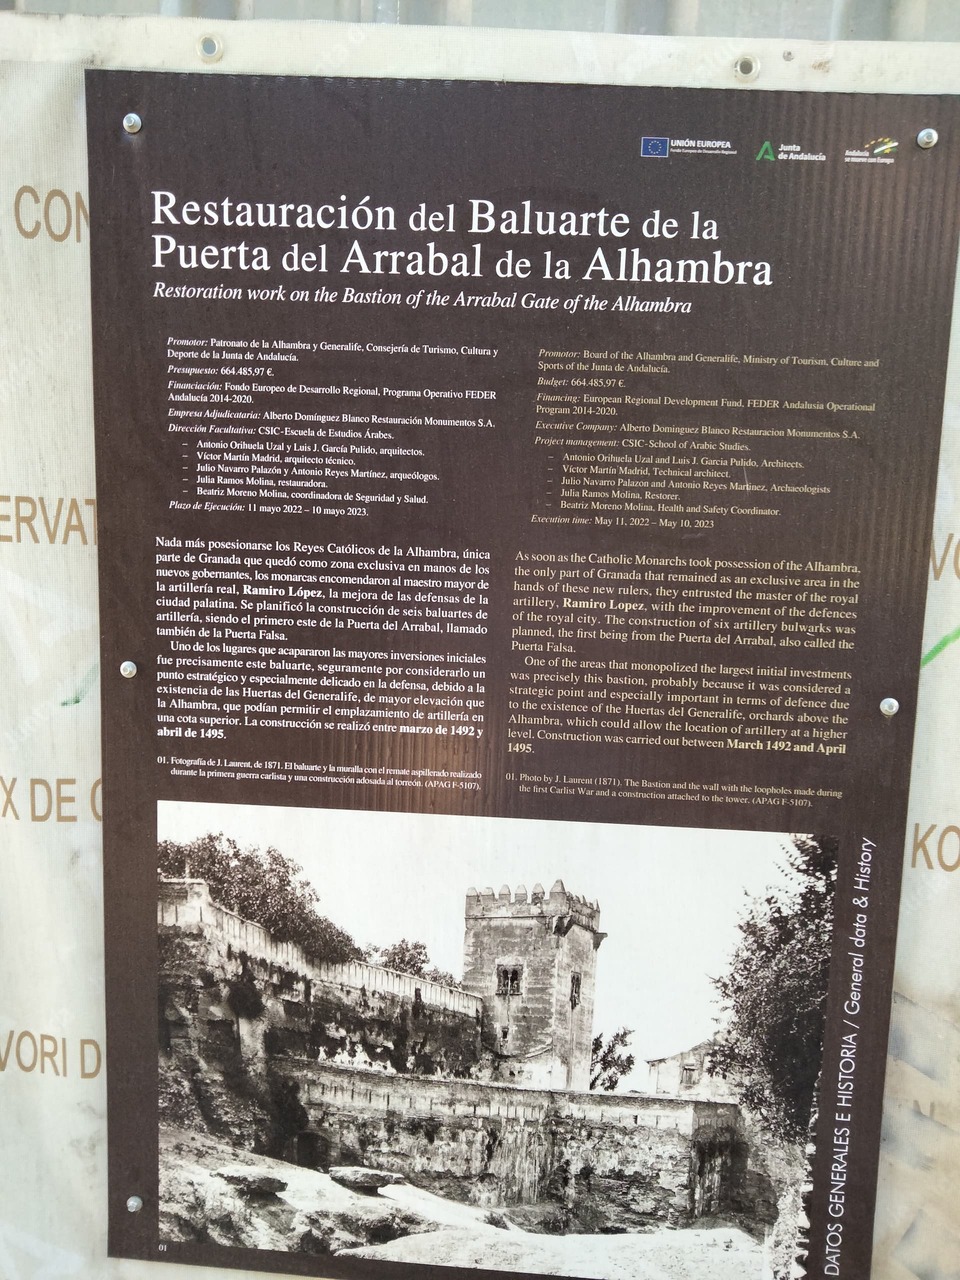 UNIÓN EUROPEA
Fondo Europeo de Desarrollo Regional
Junta
de Andalucía
Andalucía
se mueve con Europa
Restauración del Baluarte de la
Puerta del Arrabal de la Alhambra
Restoration work on the Bastion of the Arrabal Gate of the Alhambra
Promotor: Patronato de la Alhambra y Generalife, Consejería de Turismo, Cultura y
Deporte de la Junta de Andalucía.
Presupuesto: 664.485,97 €.
Financiación: Fondo Europeo de Desarrollo Regional, Programa Operativo FEDER
Andalucía 2014-2020.
Empresa Adjudicataria: Alberto Domínguez Blanco Restauración Monumentos S.A.
Dirección Facultativa: CSIC-Escuela de Estudios Árabes.
– Antonio Orihuela Uzal y Luis J. García Pulido, arquitectos.
– Víctor Martín Madrid, arquitecto técnico.
– Julio Navarro Palazón y Antonio Reyes Martínez, arqueólogos.
– Julia Ramos Molina, restauradora.
– Beatriz Moreno Molina, coordinadora de Seguridad y Salud.
Plazo de Ejecución: 11 mayo 2022 – 10 mayo 2023.
Promotor: Board of the Alhambra and Generalife, Ministry of Tourism, Culture and
Sports of the Junta de Andalucía.
Budget: 664.485,97 €.
Financing: European Regional Development Fund, FEDER Andalusia Operational
Program 2014-2020.
Executive Company: Alberto Dominguez Blanco Restauracion Monumentos S.A.
Project management: CSIC-School of Arabic Studies.
– Antonio Orihuela Uzal and Luis J. Garcia Pulido, Architects.
– Víctor Martín Madrid, Technical architect.
– Julio Navarro Palazon and Antonio Reyes Martinez, Archaeologists
– Julia Ramos Molina, Restorer.
– Beatriz Moreno Molina, Health and Safety Coordinator.
Execution time: May 11, 2022 – May 10, 2023
Nada más posesionarse los Reyes Católicos de la Alhambra, única
parte de Granada que quedó como zona exclusiva en manos de los
nuevos gobernantes, los monarcas encomendaron al maestro mayor de
la artillería real, Ramiro López, la mejora de las defensas de la
ciudad palatina. Se planificó la construcción de seis baluartes de
artillería, siendo el primero este de la Puerta del Arrabal, llamado
también de la Puerta Falsa.
Uno de los lugares que acapararon las mayores inversiones iniciales
fue precisamente este baluarte, seguramente por considerarlo un
punto estratégico y especialmente delicado en la defensa, debido a la
existencia de las Huertas del Generalife, de mayor elevación que
la Alhambra, que podían permitir el emplazamiento de artillería en
una cota superior. La construcción se realizó entre marzo de 1492 y
abril de 1495.
As soon as the Catholic Monarchs took possession of the Alhambra,
the only part of Granada that remained as an exclusive area in the
hands of these new rulers, they entrusted the master of the royal
artillery, Ramiro Lopez, with the improvement of the defences
of the royal city. The construction of six artillery bulwarks was
planned, the first being from the Puerta del Arrabal, also called the
Puerta Falsa.
One of the areas that monopolized the largest initial investments
was precisely this bastion, probably because it was considered a
strategic point and especially important in terms of defence due
to the existence of the Huertas del Generalife, orchards above the
Alhambra, which could allow the location of artillery at a higher
level. Construction was carried out between March 1492 and April
1495.
01. Fotografía de J. Laurent, de 1871. El baluarte y la muralla con el remate aspillerado realizado
durante la primera guerra carlista y una construcción adosada al torreón. (APAG F-5107).
01. Photo by J. Laurent (1871). The Bastion and the wall with the loopholes made during
the first Carlist War and a construction attached to the tower. (APAG F-5107).
01
DATOS GENERALES E HISTORIA / General data & History
CON
ERVAT
X DE C
VORI D
VO
KO